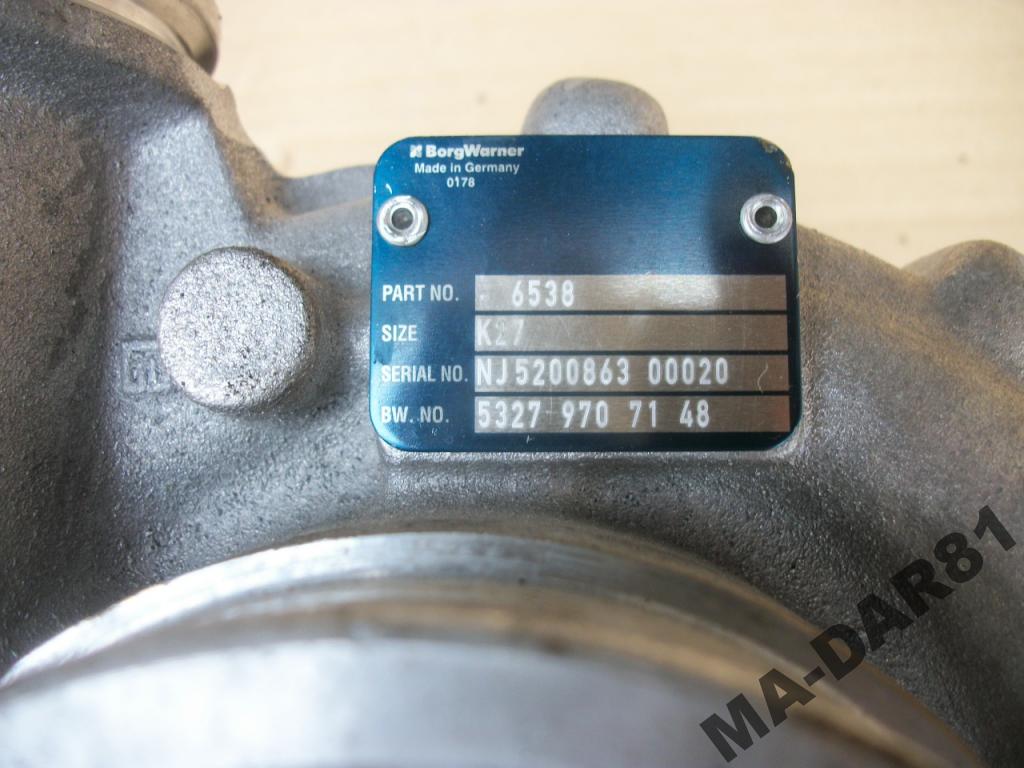 BorgWarner
Made in Germany
0178
PART NO. - 6538
SIZE K27
SERIAL NO. NJ5200863 00020
BW. NO. 5327 970 71 48
MA-DAR81